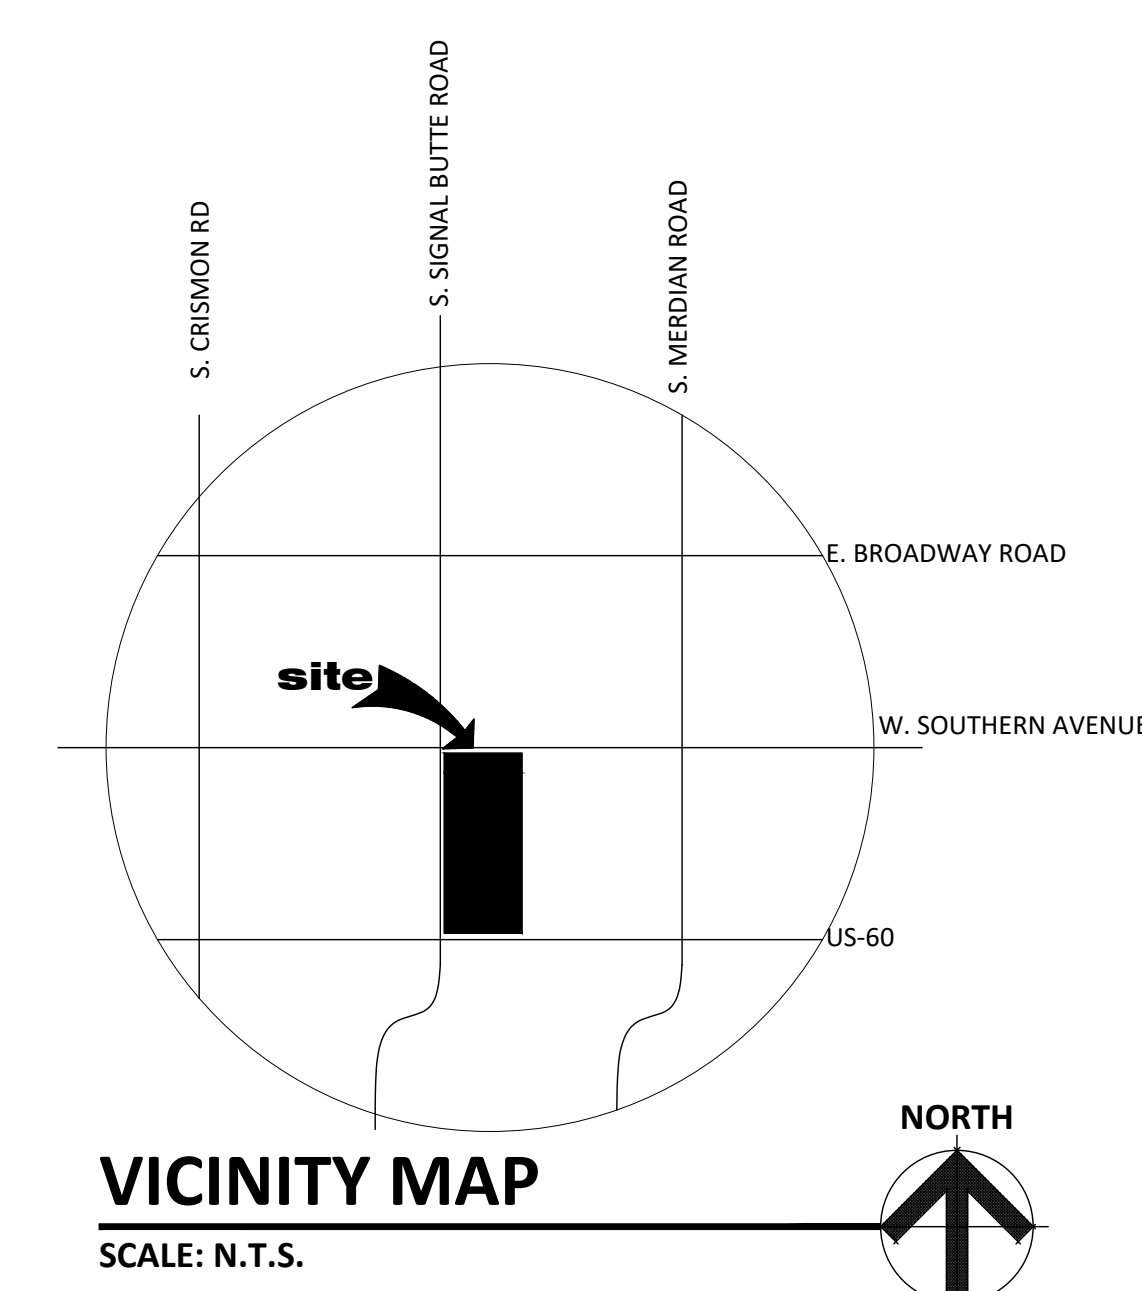 S. SIGNAL BUTTE ROAD
S. CRISMON RD
S. MERDIAN ROAD
E. BROADWAY ROAD
site
W. SOUTHERN AVENUE
US-60
NORTH
VICINITY MAP
SCALE: N.T.S.